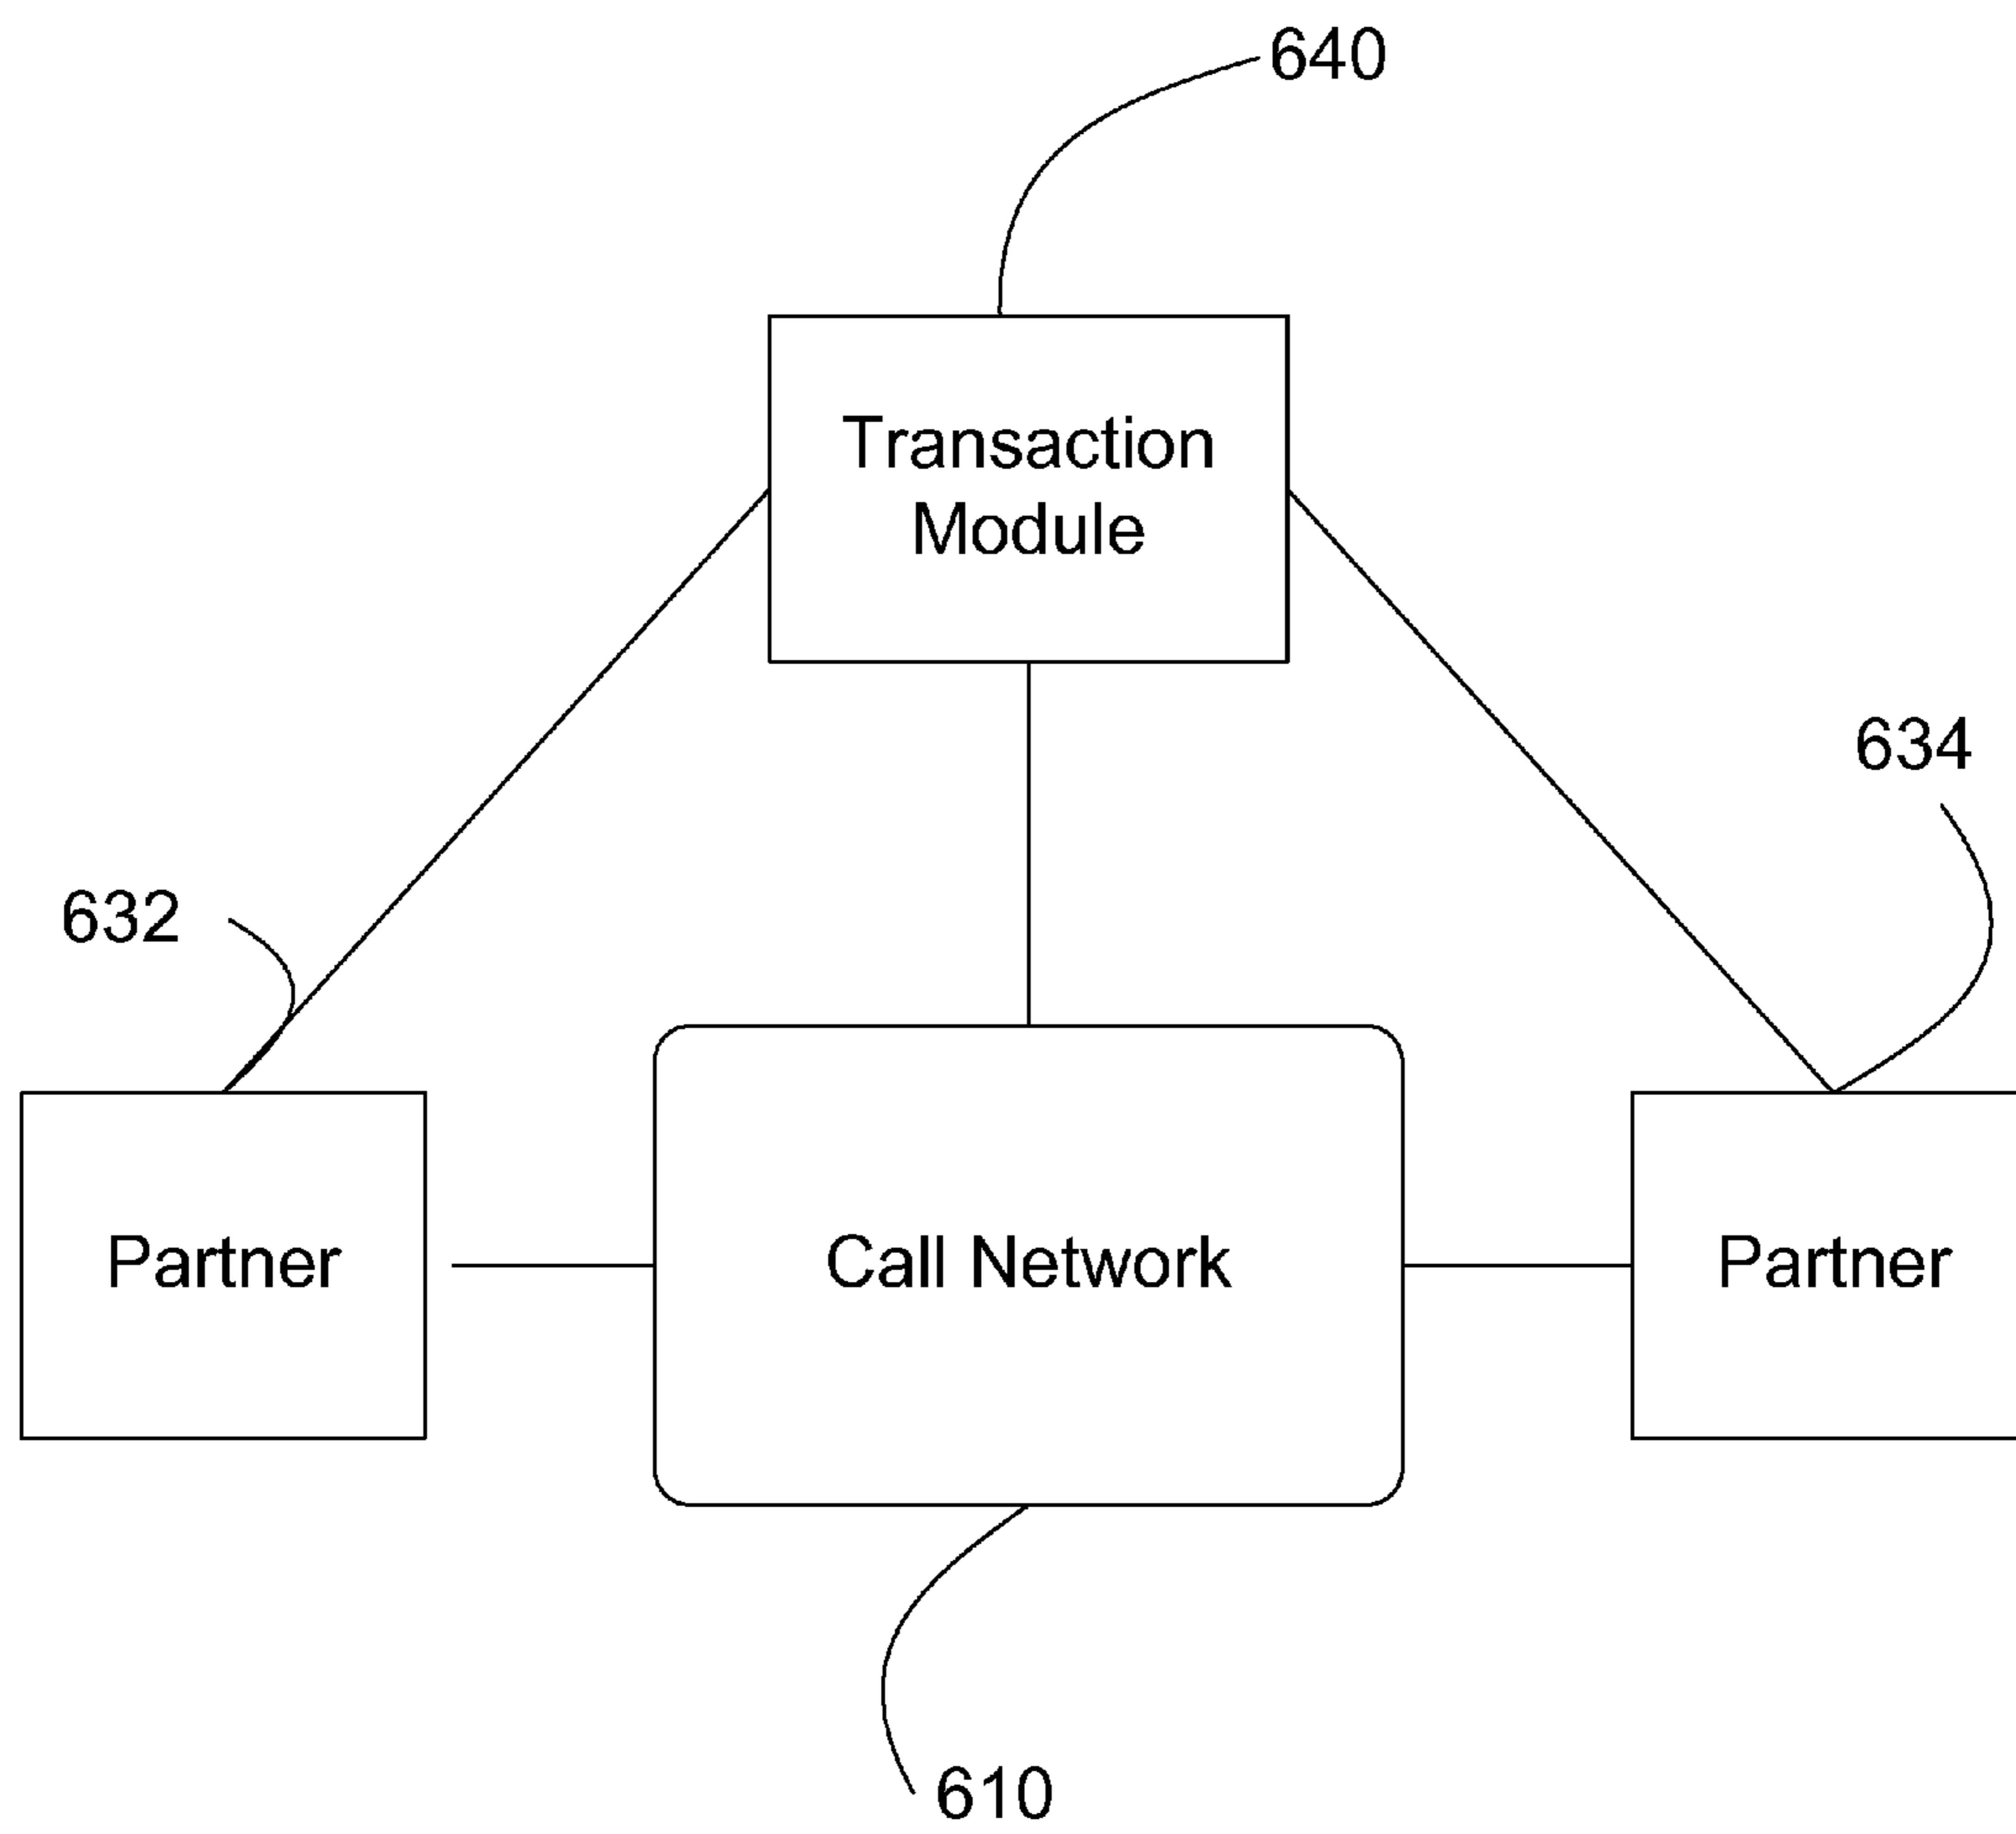 640
Transaction
Module
634
632
Partner
Call Network
Partner
610